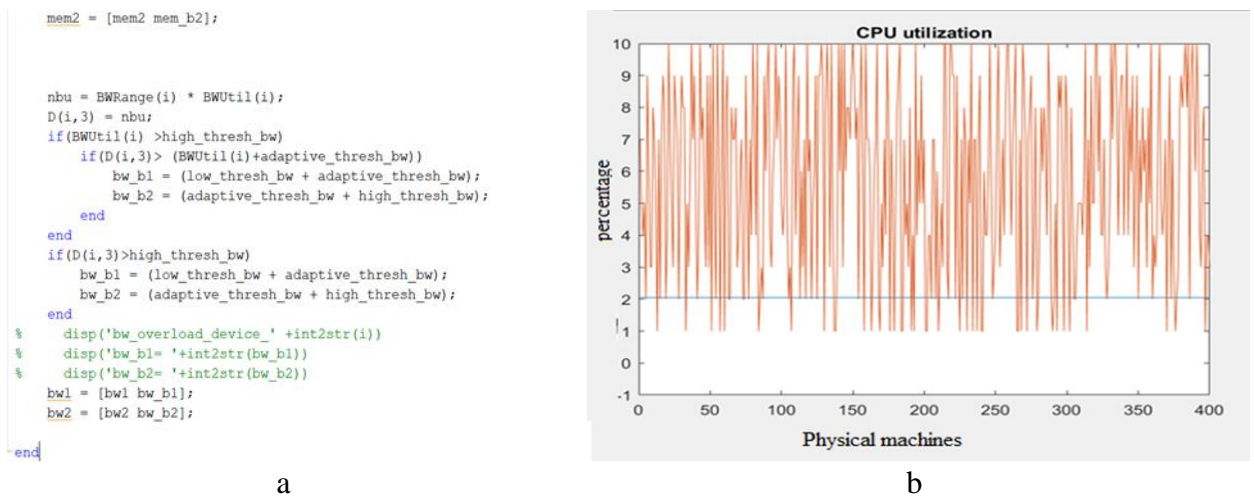 mem2 = [mem2 mem_b2];
nbu = BWRange(i) * BWUtil(i);
D(i,3) = nbu;
if(BWUtil(i) >high_thresh_bw)
if(D(i,3)> (BWUtil(i)+adaptive_thresh_bw))
bw_b1 = (low_thresh_bw + adaptive_thresh_bw);
bw_b2 = (adaptive_thresh_bw + high_thresh_bw);
end
end
if(D(i,3)>high_thresh_bw)
bw_b1 = (low_thresh_bw + adaptive_thresh_bw);
bw_b2 = (adaptive_thresh_bw + high_thresh_bw);
end
% disp('bw_overload_device_' +int2str(i))
% disp('bw_b1= '+int2str(bw_b1))
% disp('bw_b2= '+int2str(bw_b2))
bw1 = [bw1 bw_b1];
bw2 = [bw2 bw_b2];
end
a
CPU utilization
percentage
10
9
8
7
6
5
4
3
2
1
0
-1
0 50 100 150 200 250 300 350 400
Physical machines
b